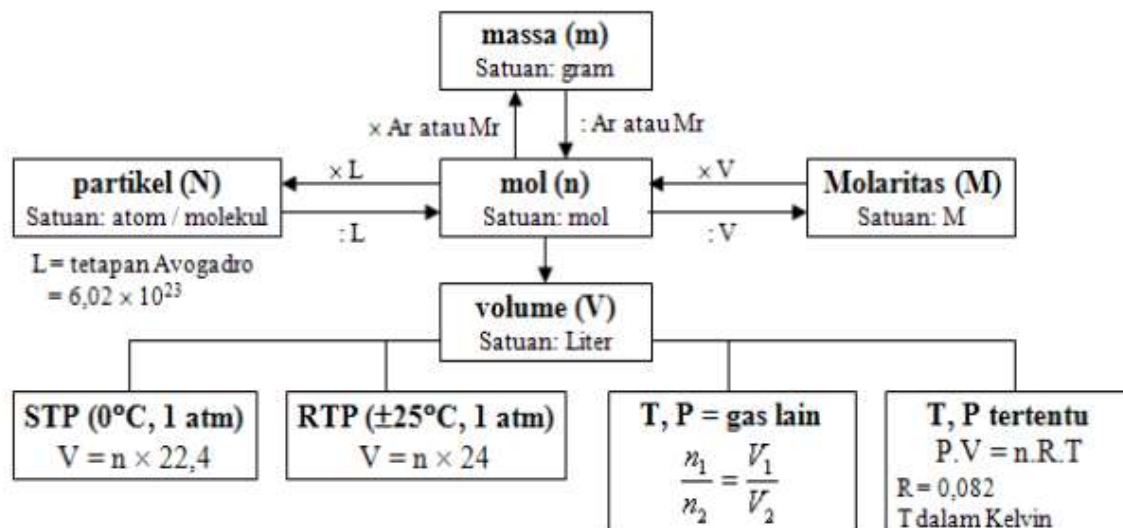 massa (m)
Satuan: gram
× Ar atau Mr
: Ar atau Mr
partikel (N)
Satuan: atom / molekul
× L
: L
mol (n)
Satuan: mol
× V
: V
Molaritas (M)
Satuan: M
L = tetapan Avogadro
= 6,02 × 10²³
volume (V)
Satuan: Liter
STP (0°C, 1 atm)
V = n × 22,4
RTP (±25°C, 1 atm)
V = n × 24
T, P = gas lain
n₁/n₂ = V₁/V₂
T, P tertentu
P.V = n.R.T
R = 0,082
T dalam Kelvin